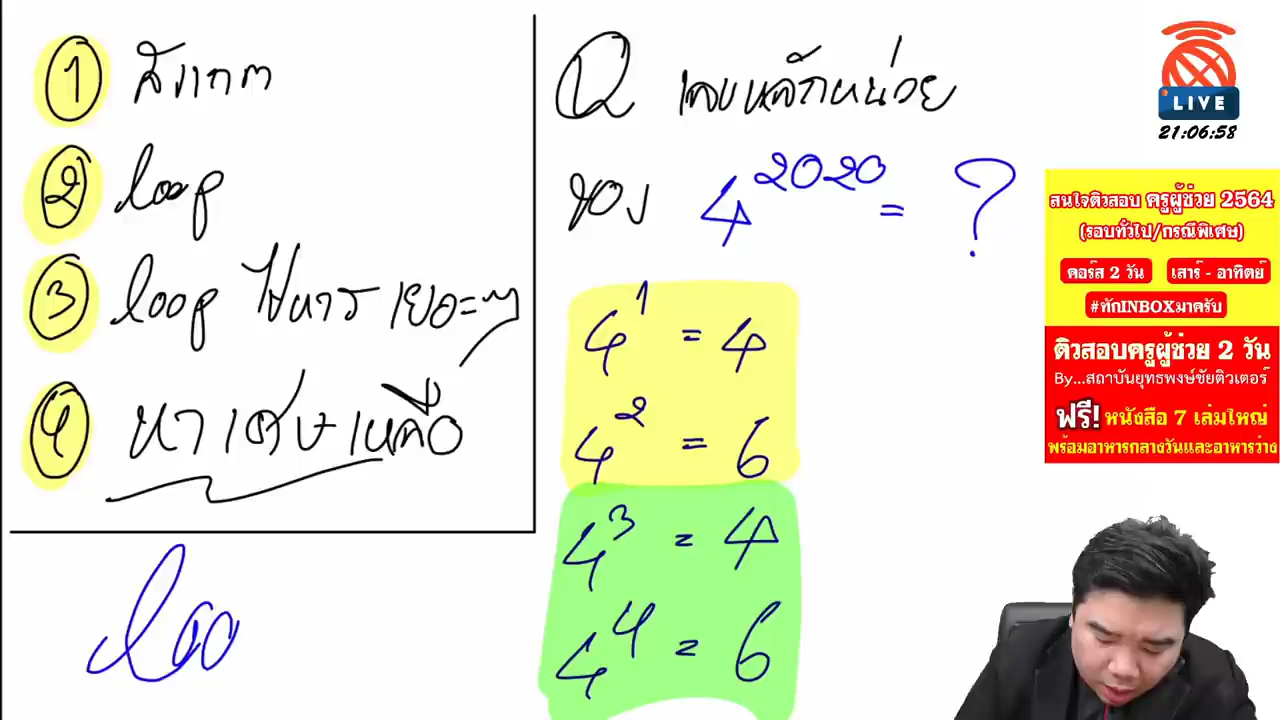 ① สังเกต
② loop
③ loop ไปหาร เยอะๆ
④ หาเศษเหลือ
loo
Q เลขหลักหน่วย
ของ 4^2020 = ?
4^1 = 4
4^2 = 6
4^3 = 4
4^4 = 6
LIVE
21:06:58
สนใจติวสอบ ครูผู้ช่วย 2564
(รอบทั่วไป/กรณีพิเศษ)
คอร์ส 2 วัน เสาร์ - อาทิตย์
#ทักINBOXมาครับ
ติวสอบครูผู้ช่วย 2 วัน
By...สถาบันยุทธพงษ์ชัยติวเตอร์
ฟรี! หนังสือ 7 เล่มใหญ่
พร้อมอาหารกลางวันและอาหารว่าง